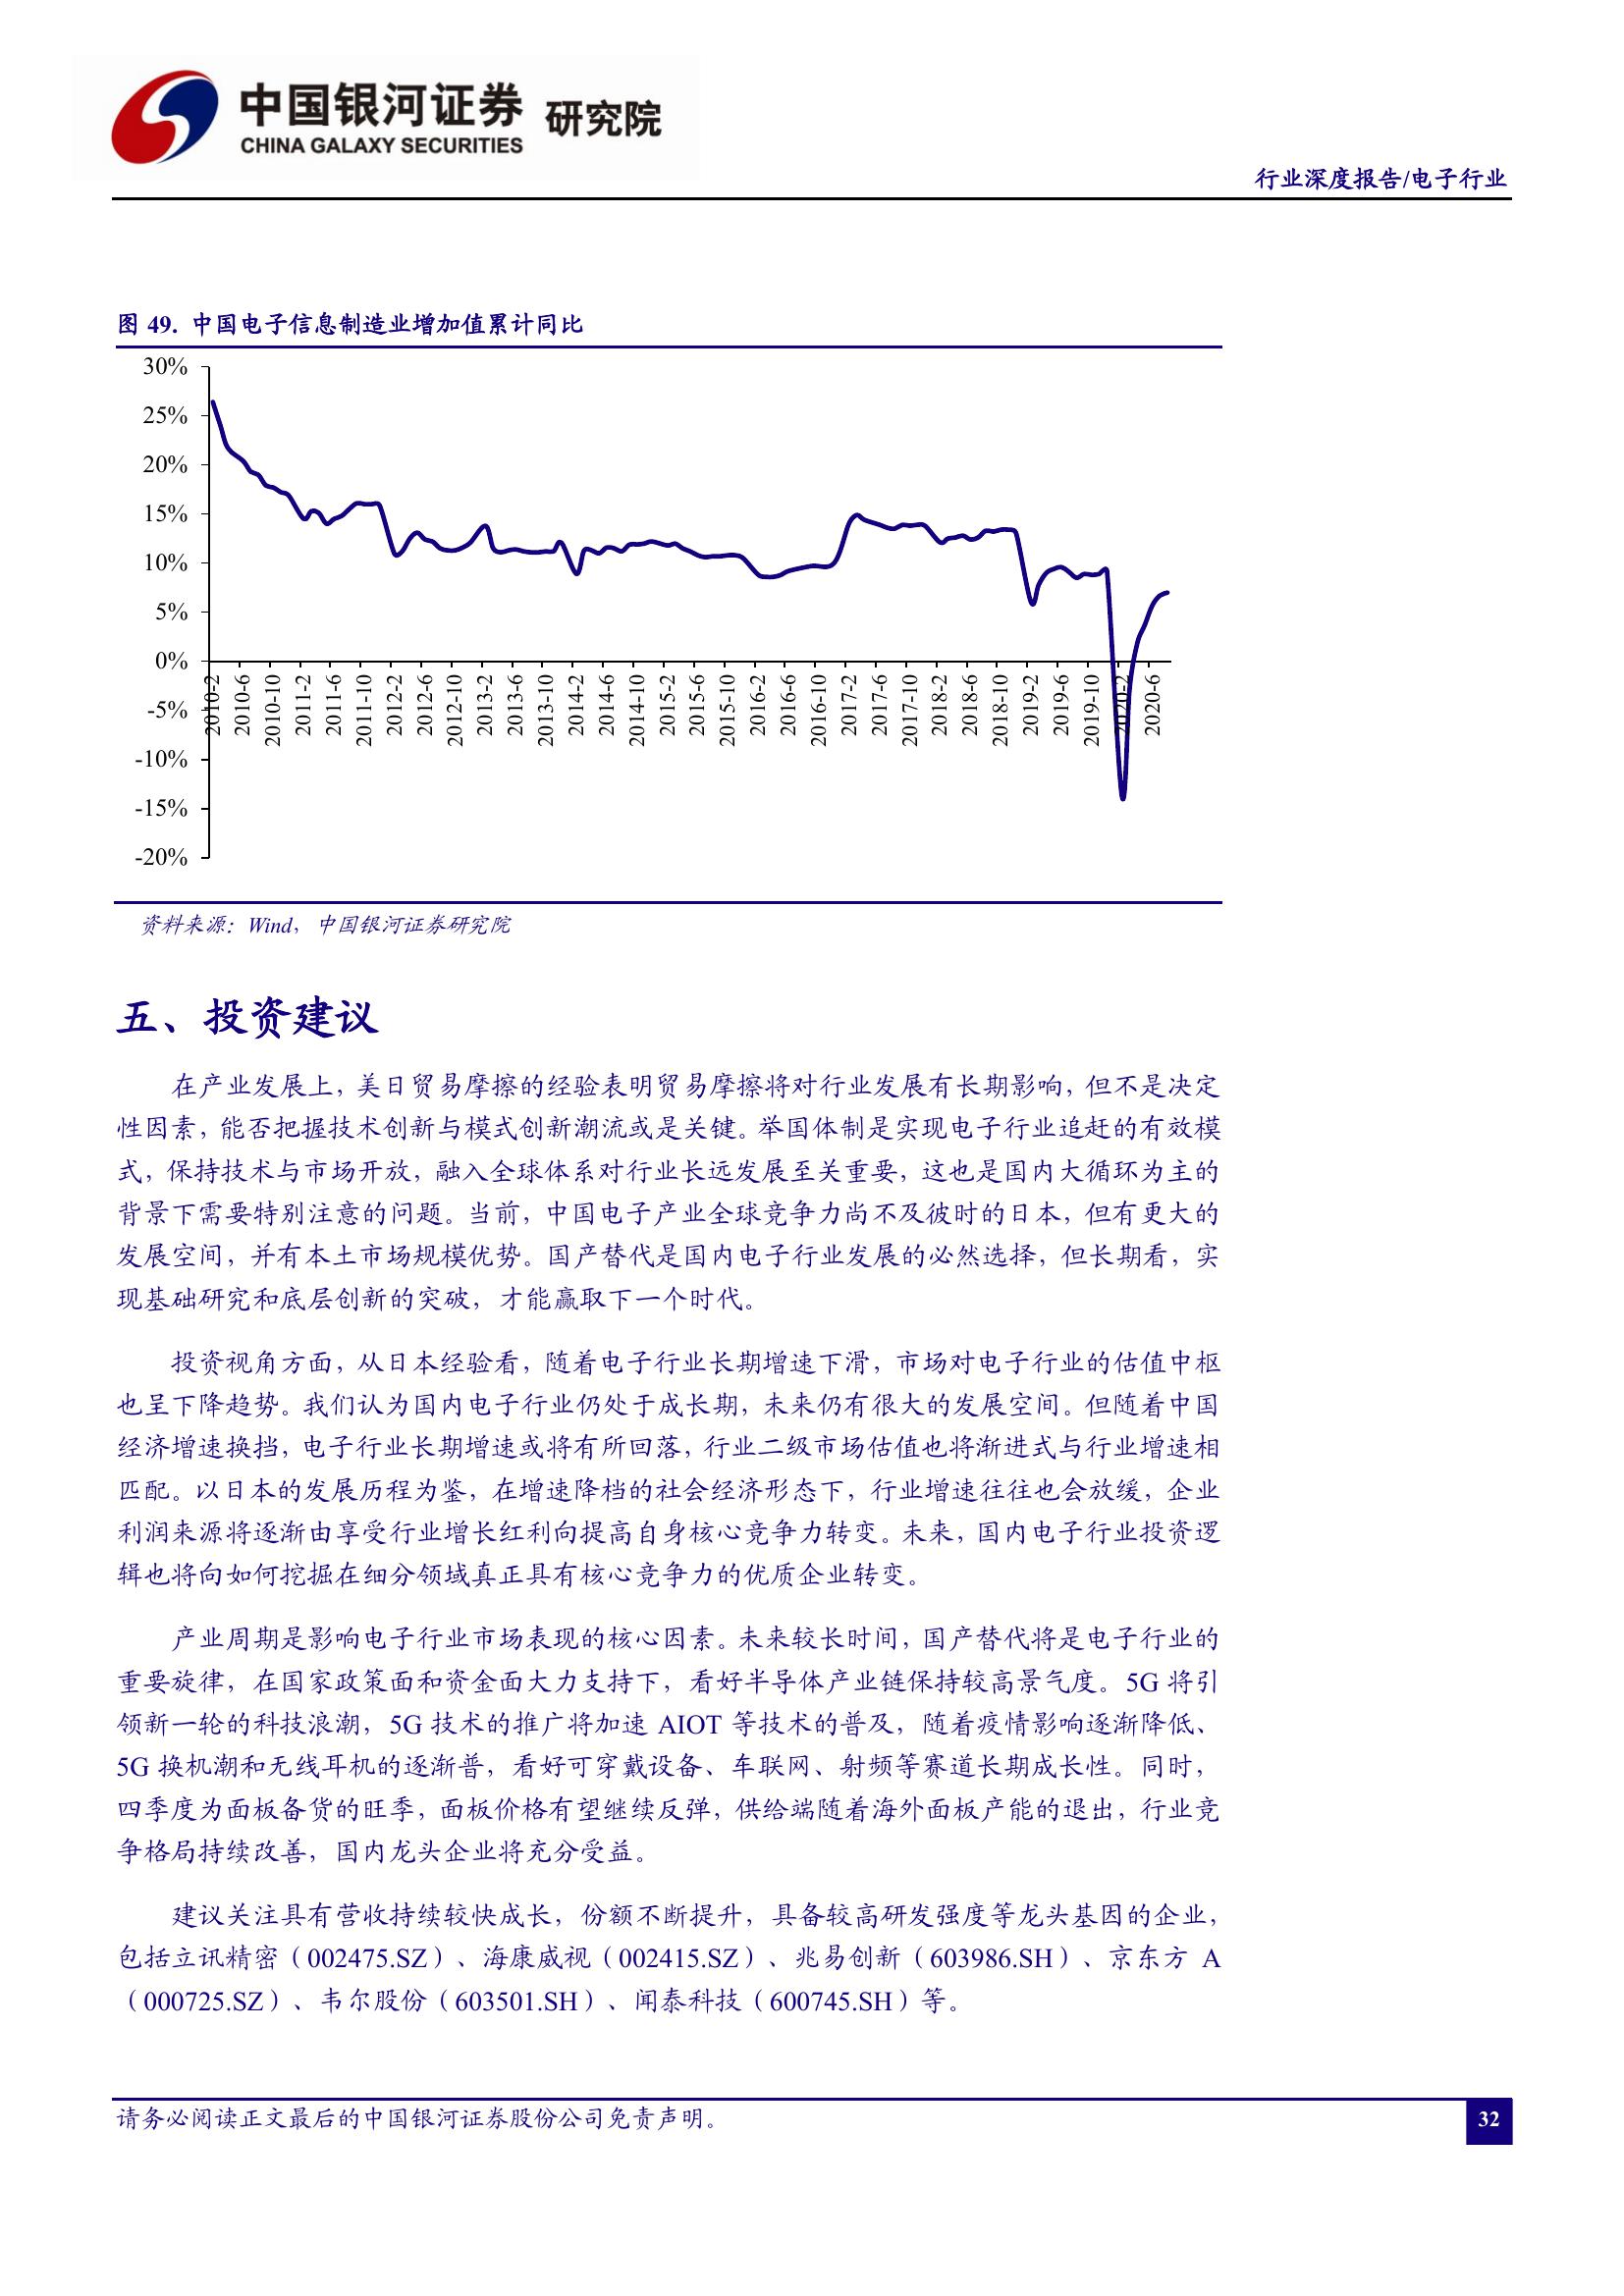 中国银河证券 研究院
CHINA GALAXY SECURITIES
行业深度报告/电子行业
图 49. 中国电子信息制造业增加值累计同比
30%
25%
20%
15%
10%
5%
0%
-5%
-10%
-15%
-20%
2010-2
2010-6
2010-10
2011-2
2011-6
2011-10
2012-2
2012-6
2012-10
2013-2
2013-6
2013-10
2014-2
2014-6
2014-10
2015-2
2015-6
2015-10
2016-2
2016-6
2016-10
2017-2
2017-6
2017-10
2018-2
2018-6
2018-10
2019-2
2019-6
2019-10
2020-2
2020-6
资料来源：Wind，中国银河证券研究院
五、投资建议
在产业发展上，美日贸易摩擦的经验表明贸易摩擦将对行业发展有长期影响，但不是决定
性因素，能否把握技术创新与模式创新潮流或是关键。举国体制是实现电子行业追赶的有效模
式，保持技术与市场开放，融入全球体系对行业长远发展至关重要，这也是国内大循环为主的
背景下需要特别注意的问题。当前，中国电子产业全球竞争力尚不及彼时的日本，但有更大的
发展空间，并有本土市场规模优势。国产替代是国内电子行业发展的必然选择，但长期看，实
现基础研究和底层创新的突破，才能赢取下一个时代。
投资视角方面，从日本经验看，随着电子行业长期增速下滑，市场对电子行业的估值中枢
也呈下降趋势。我们认为国内电子行业仍处于成长期，未来仍有很大的发展空间。但随着中国
经济增速换挡，电子行业长期增速或将有所回落，行业二级市场估值也将渐进式与行业增速相
匹配。以日本的发展历程为鉴，在增速降档的社会经济形态下，行业增速往往也会放缓，企业
利润来源将逐渐由享受行业增长红利向提高自身核心竞争力转变。未来，国内电子行业投资逻
辑也将向如何挖掘在细分领域真正具有核心竞争力的优质企业转变。
产业周期是影响电子行业市场表现的核心因素。未来较长时间，国产替代将是电子行业的
重要旋律，在国家政策面和资金面大力支持下，看好半导体产业链保持较高景气度。5G 将引
领新一轮的科技浪潮，5G 技术的推广将加速 AIOT 等技术的普及，随着疫情影响逐渐降低、
5G 换机潮和无线耳机的逐渐普，看好可穿戴设备、车联网、射频等赛道长期成长性。同时，
四季度为面板备货的旺季，面板价格有望继续反弹，供给端随着海外面板产能的退出，行业竞
争格局持续改善，国内龙头企业将充分受益。
建议关注具有营收持续较快成长，份额不断提升，具备较高研发强度等龙头基因的企业，
包括立讯精密（002475.SZ）、海康威视（002415.SZ）、兆易创新（603986.SH）、京东方 A
（000725.SZ）、韦尔股份（603501.SH）、闻泰科技（600745.SH）等。
请务必阅读正文最后的中国银河证券股份公司免责声明。
32